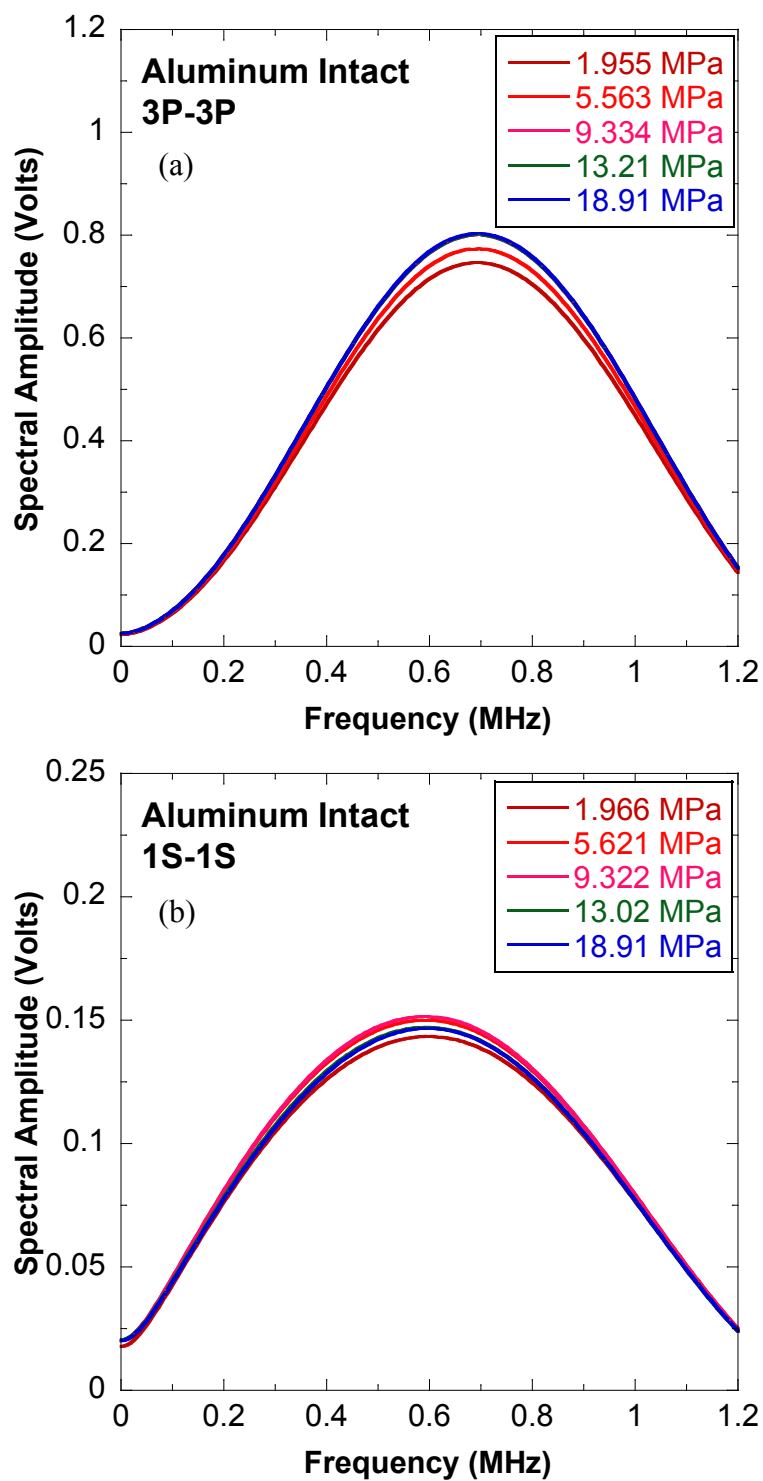 Aluminum Intact
3P-3P
(a)
1.955 MPa
5.563 MPa
9.334 MPa
13.21 MPa
18.91 MPa
Spectral Amplitude (Volts)
1.2
1
0.8
0.6
0.4
0.2
0
0 0.2 0.4 0.6 0.8 1 1.2
Frequency (MHz)
Aluminum Intact
1S-1S
(b)
1.966 MPa
5.621 MPa
9.322 MPa
13.02 MPa
18.91 MPa
Spectral Amplitude (Volts)
0.25
0.20
0.15
0.1
0.05
0
0 0.2 0.4 0.6 0.8 1 1.2
Frequency (MHz)